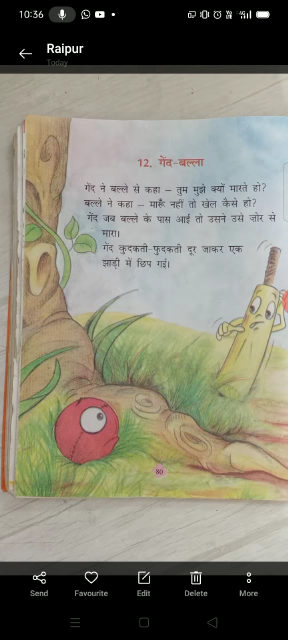 10:36
Raipur
Today
12. गेंद-बल्ला
गेंद ने बल्ले से कहा – तुम मुझे क्यों मारते हो?
बल्ले ने कहा – मारूँ नहीं तो खेल कैसे हो?
गेंद जब बल्ले के पास आई तो उसने उसे ज़ोर से
मारा।
गेंद कुदकती-फुदकती दूर जाकर एक
झाड़ी में छिप गई।
80
Send
Favourite
Edit
Delete
More